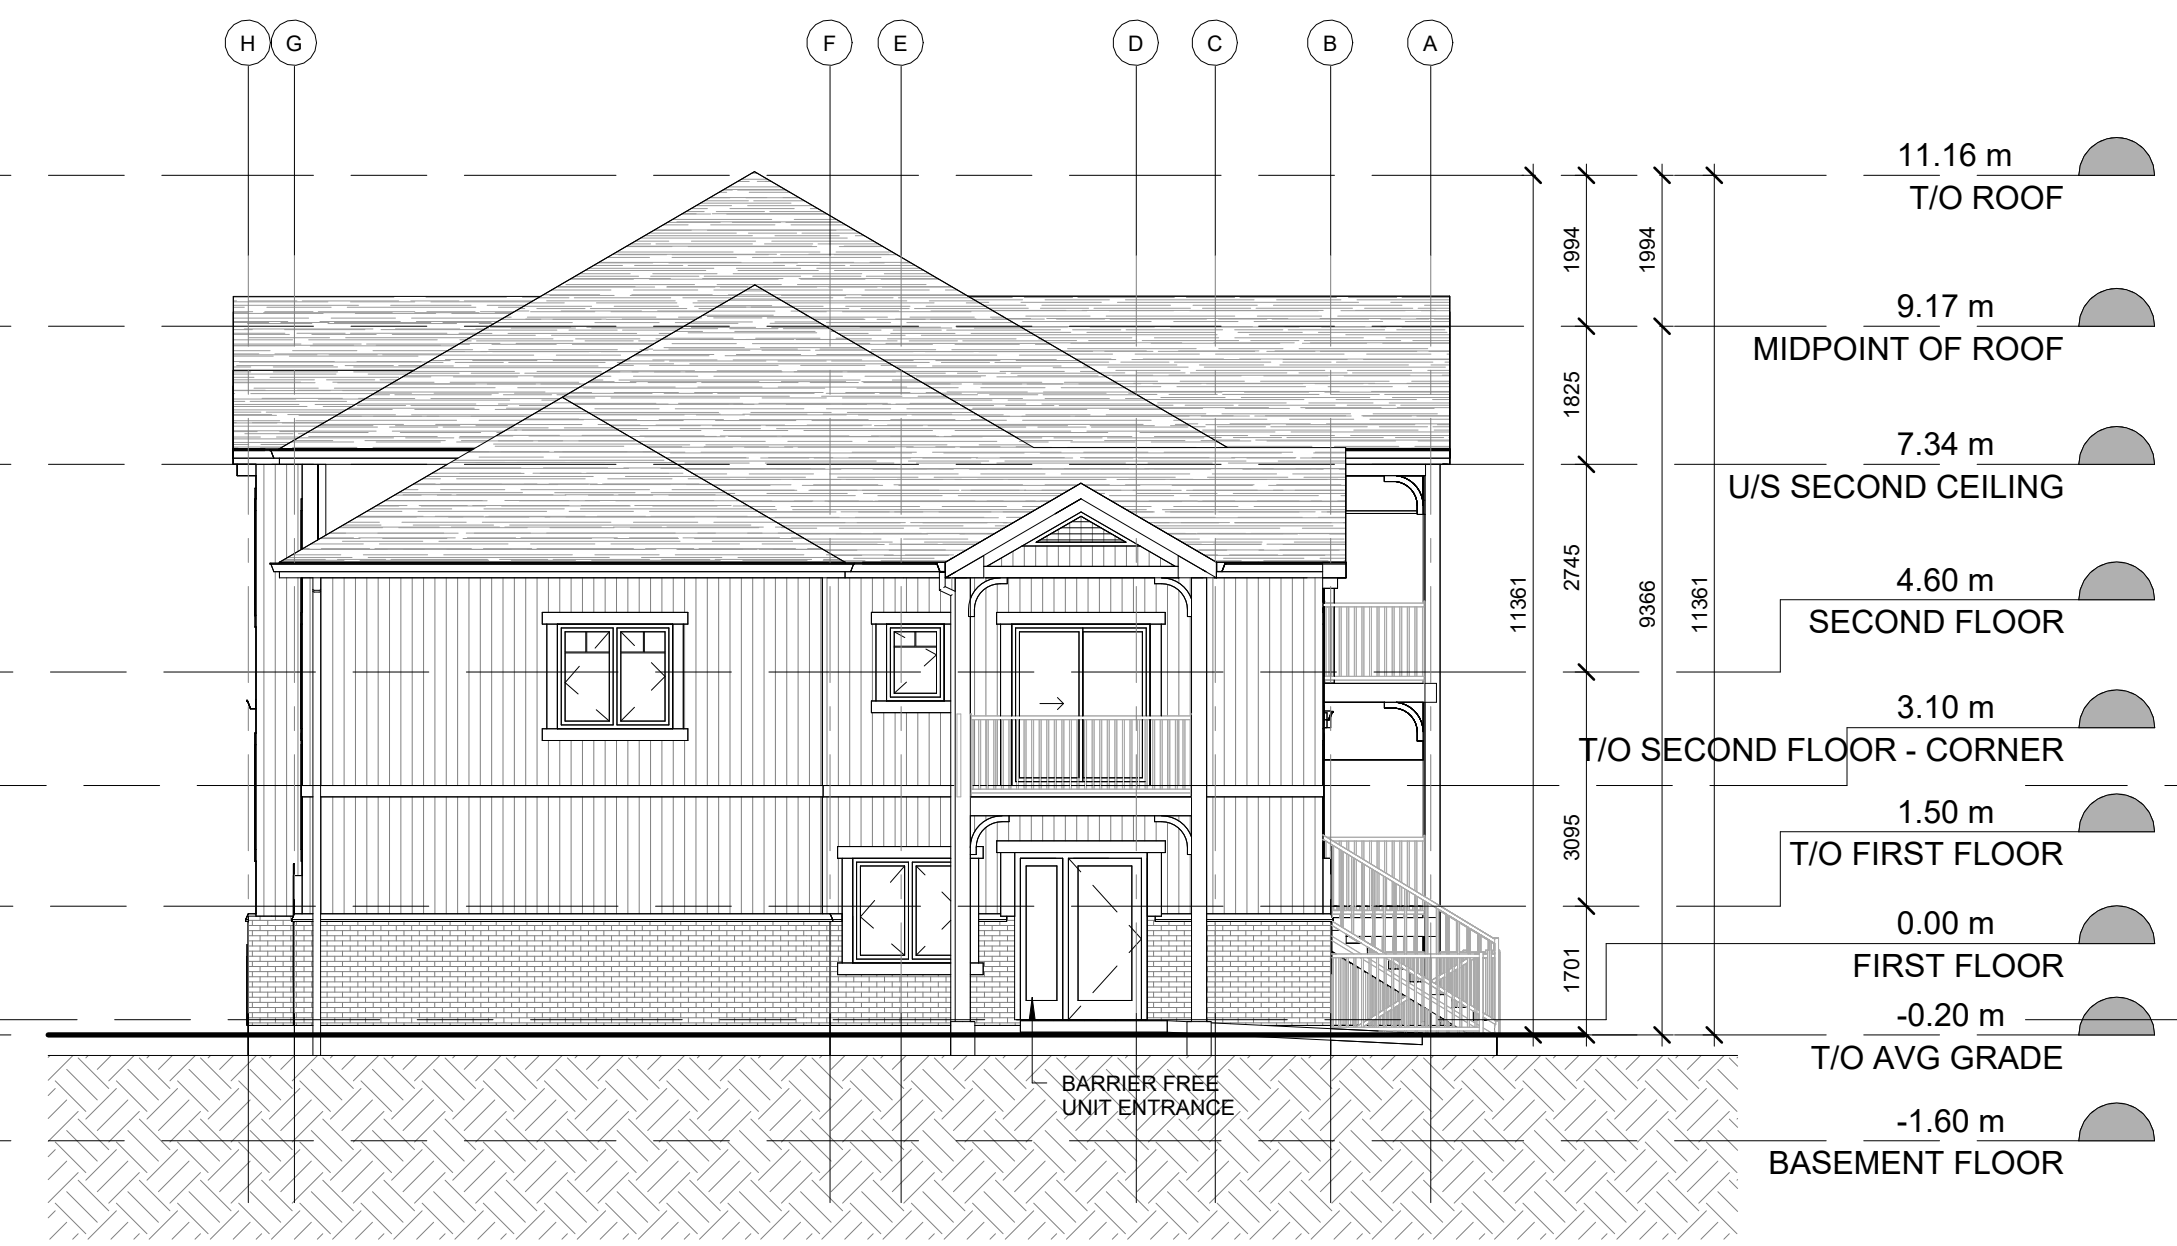 H G F E D C B A
11.16 m
T/O ROOF
1994
1994
9.17 m
MIDPOINT OF ROOF
1825
7.34 m
U/S SECOND CEILING
2745
11361
9366
11361
4.60 m
SECOND FLOOR
3.10 m
T/O SECOND FLOOR - CORNER
3095
1.50 m
T/O FIRST FLOOR
1701
0.00 m
FIRST FLOOR
-0.20 m
T/O AVG GRADE
BARRIER FREE
UNIT ENTRANCE
-1.60 m
BASEMENT FLOOR